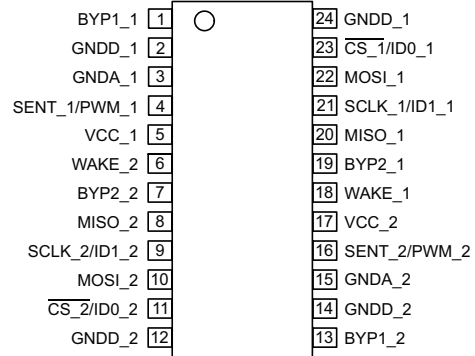 BYP1_1 1 24 GNDD_1
GNDD_1 2 23 CS_1/ID0_1
GNDA_1 3 22 MOSI_1
SENT_1/PWM_1 4 21 SCLK_1/ID1_1
VCC_1 5 20 MISO_1
WAKE_2 6 19 BYP2_1
BYP2_2 7 18 WAKE_1
MISO_2 8 17 VCC_2
SCLK_2/ID1_2 9 16 SENT_2/PWM_2
MOSI_2 10 15 GNDA_2
CS_2/ID0_2 11 14 GNDD_2
GNDD_2 12 13 BYP1_2